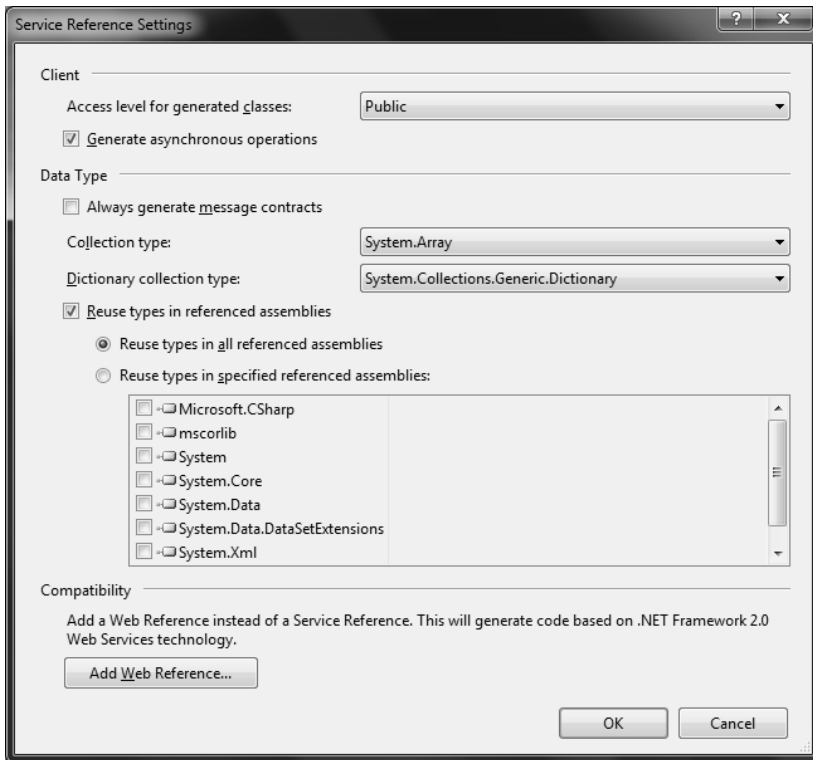 Service Reference Settings
Client
Access level for generated classes:
Public
Generate asynchronous operations
Data Type
Always generate message contracts
Collection type:
System.Array
Dictionary collection type:
System.Collections.Generic.Dictionary
Reuse types in referenced assemblies
Reuse types in all referenced assemblies
Reuse types in specified referenced assemblies:
Microsoft.CSharp
mscorlib
System
System.Core
System.Data
System.Data.DataSetExtensions
System.Xml
Compatibility
Add a Web Reference instead of a Service Reference. This will generate code based on .NET Framework 2.0
Web Services technology.
Add Web Reference...
OK
Cancel